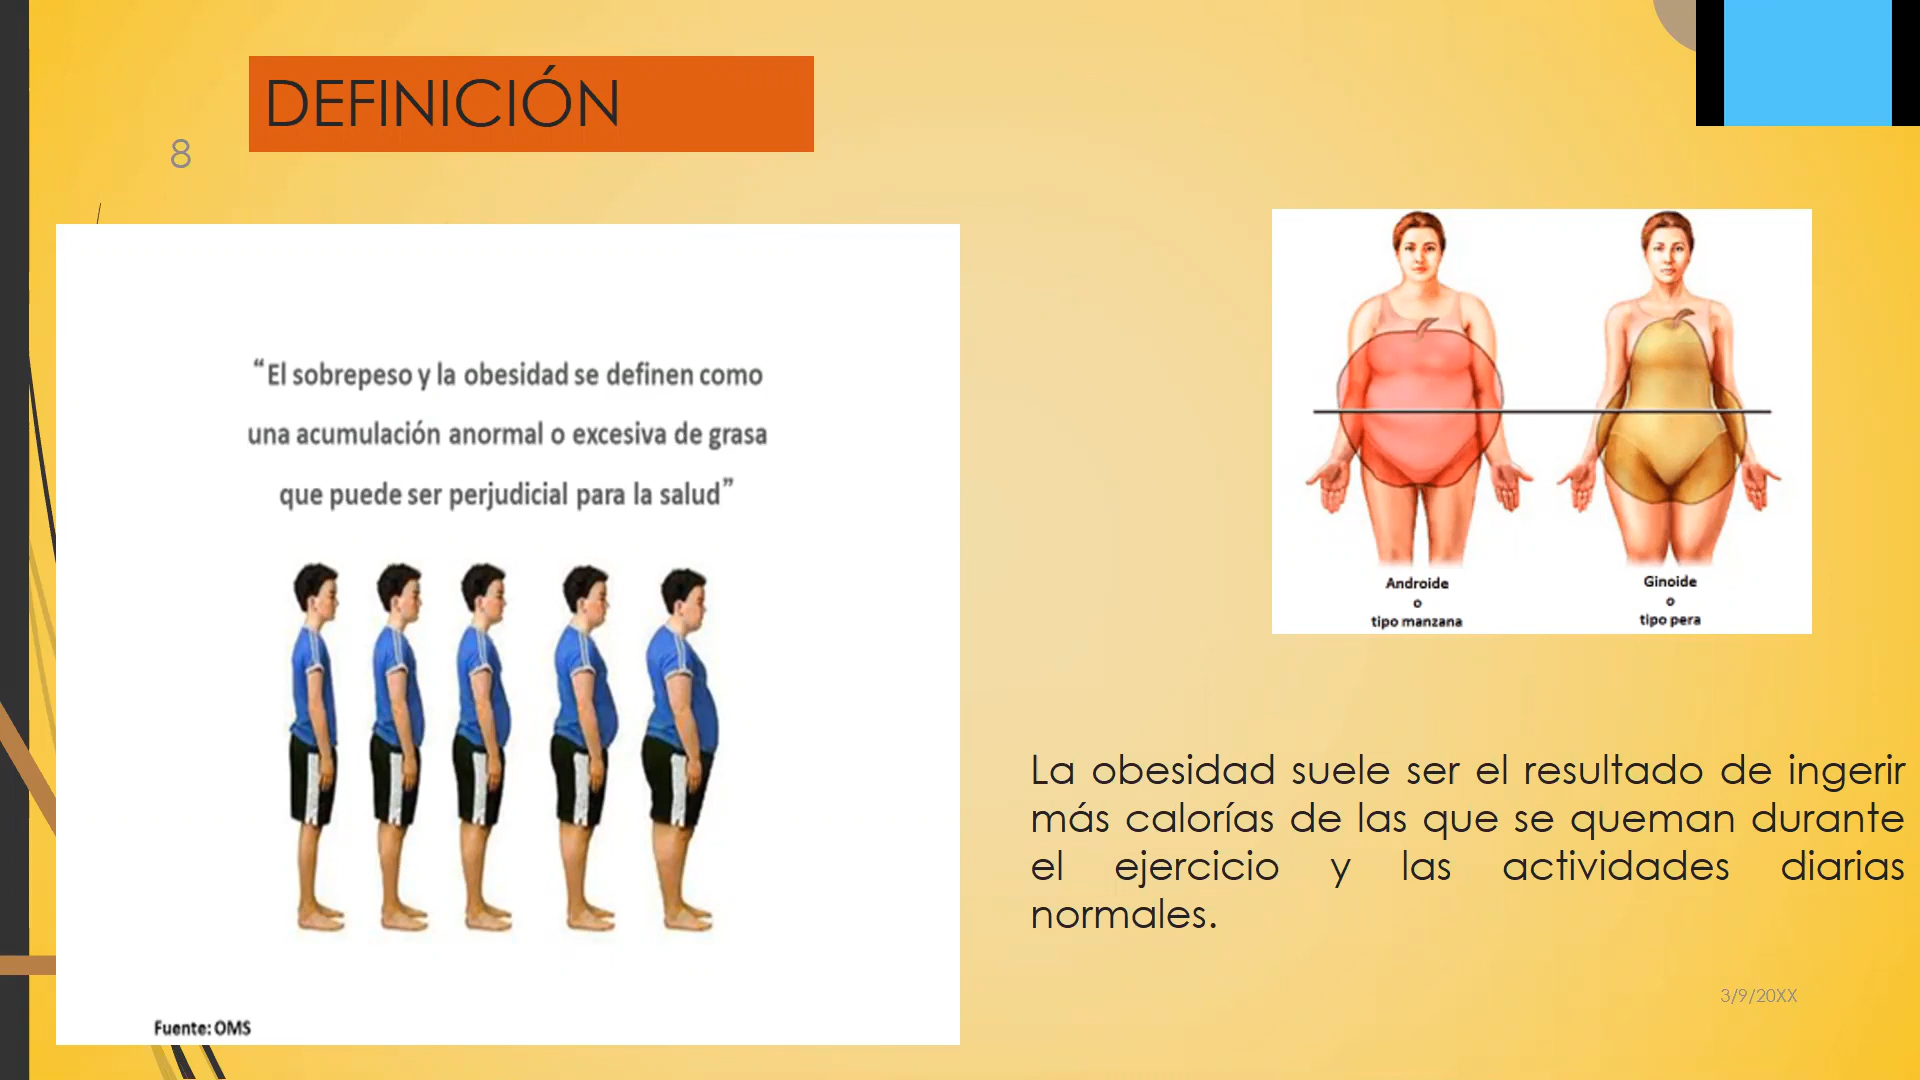 DEFINICIÓN
8
“El sobrepeso y la obesidad se definen como
una acumulación anormal o excesiva de grasa
que puede ser perjudicial para la salud”
Fuente: OMS
Androide
o
tipo manzana
Ginoide
o
tipo pera
La obesidad suele ser el resultado de ingerir
más calorías de las que se queman durante
el ejercicio y las actividades diarias
normales.
3/9/20XX